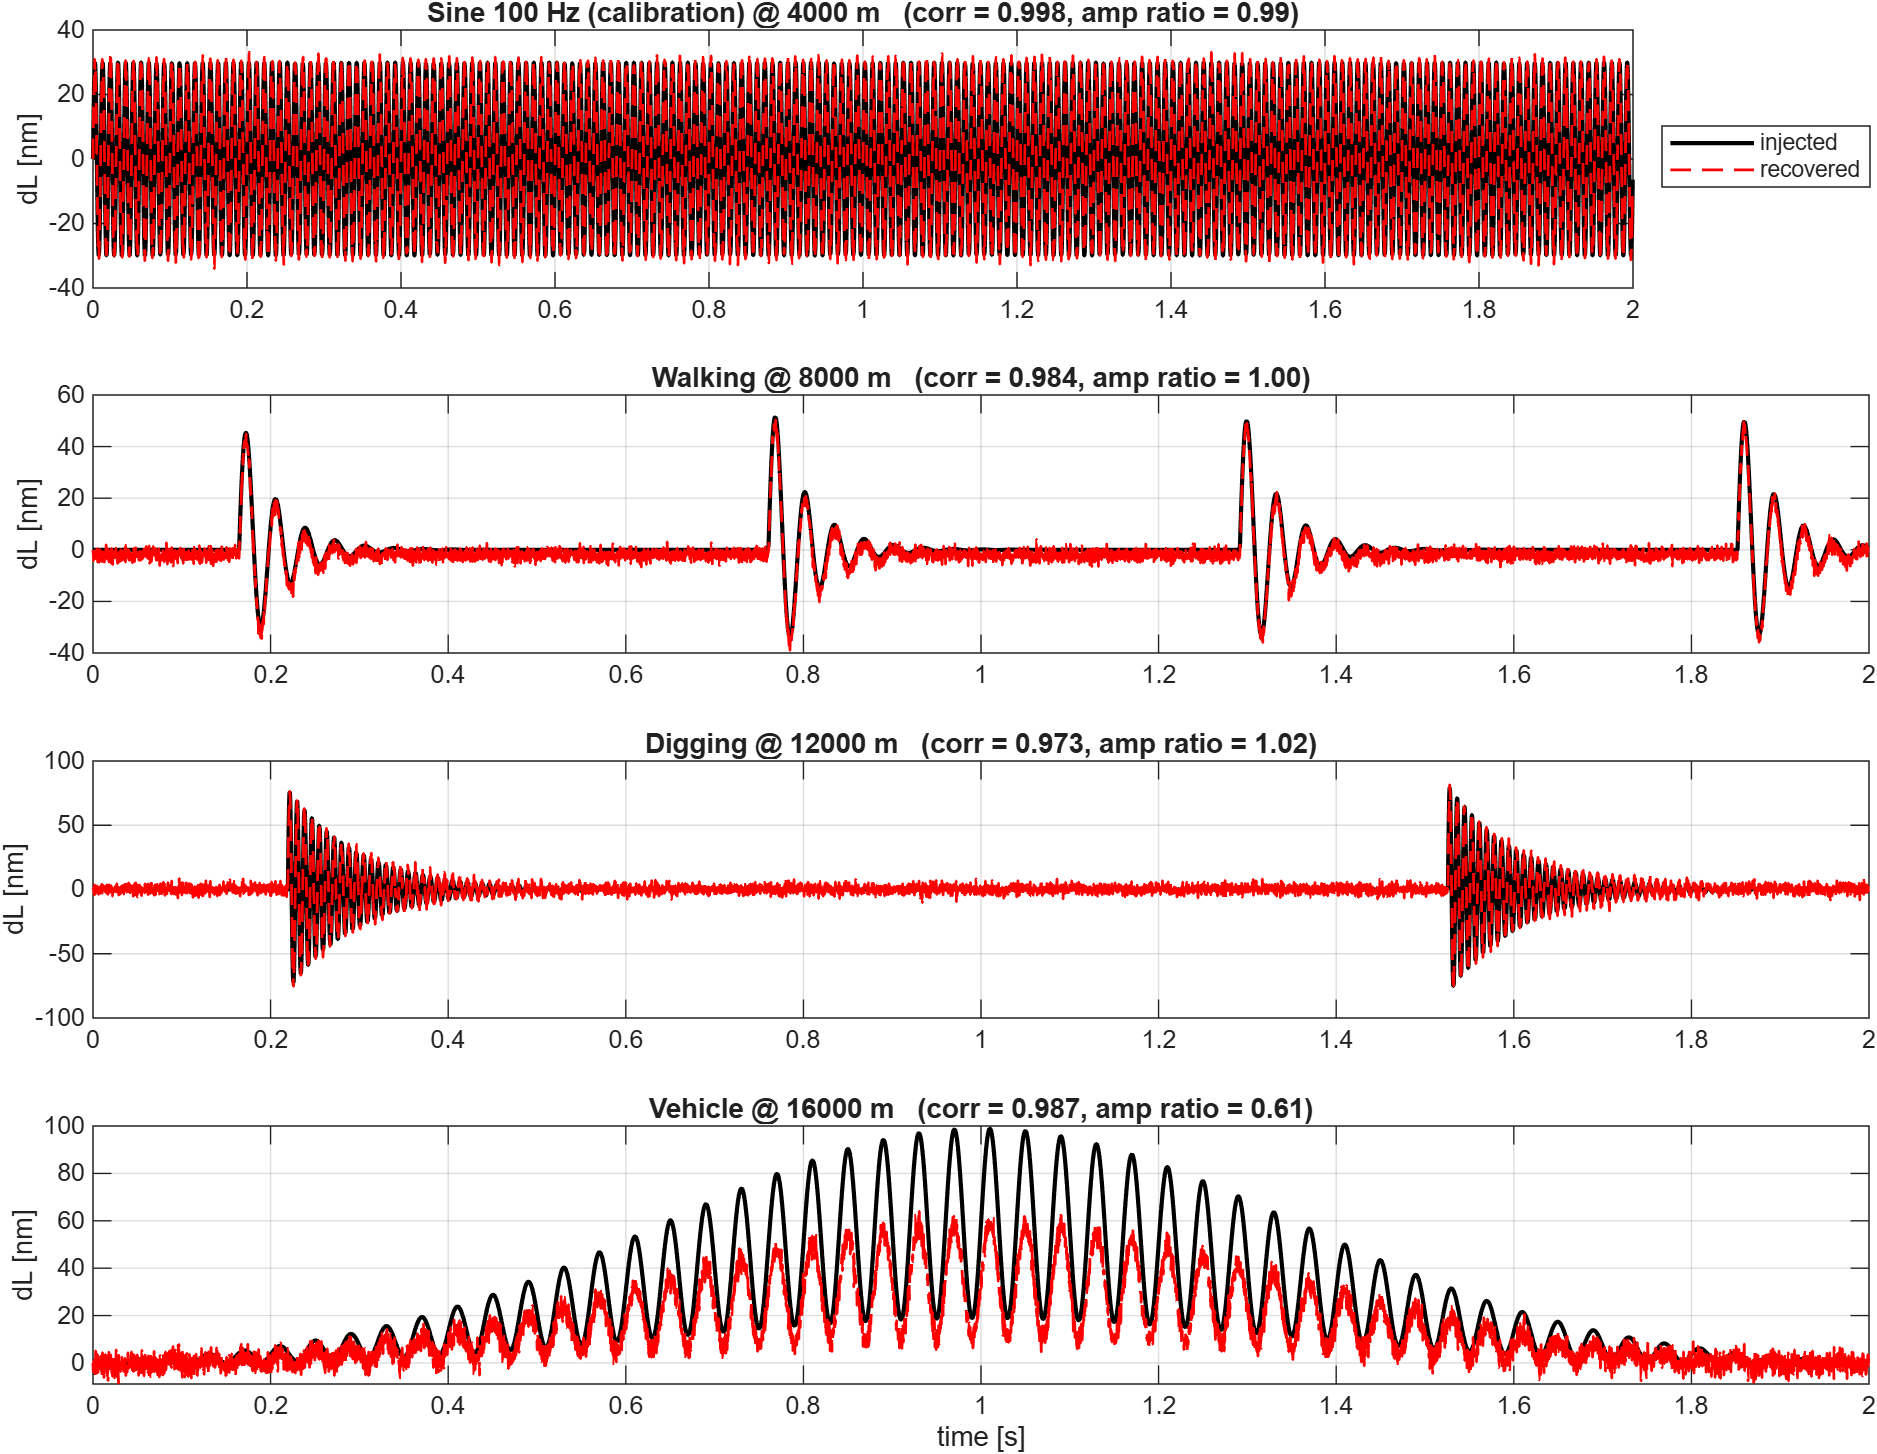 Sine 100 Hz (calibration) @ 4000 m (corr = 0.998, amp ratio = 0.99)
40
20
0
-20
-40
dL [nm]
0 0.2 0.4 0.6 0.8 1 1.2 1.4 1.6 1.8 2
injected
recovered
Walking @ 8000 m (corr = 0.984, amp ratio = 1.00)
60
40
20
0
-20
-40
dL [nm]
0 0.2 0.4 0.6 0.8 1 1.2 1.4 1.6 1.8 2
Digging @ 12000 m (corr = 0.973, amp ratio = 1.02)
100
50
0
-50
-100
dL [nm]
0 0.2 0.4 0.6 0.8 1 1.2 1.4 1.6 1.8 2
Vehicle @ 16000 m (corr = 0.987, amp ratio = 0.61)
100
80
60
40
20
0
dL [nm]
0 0.2 0.4 0.6 0.8 1 1.2 1.4 1.6 1.8 2
time [s]